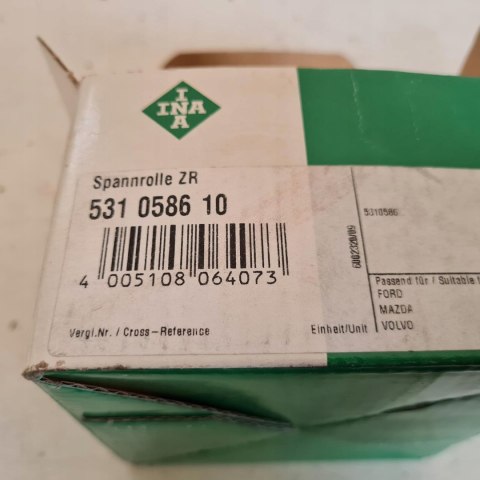 INA
INA
Spannrolle ZR
531 0586 10
4 005108 064073
Vergl.Nr. / Cross-Reference
Einheit/Unit
5310586
Passend für / Suitable
FORD
MAZDA
VOLVO